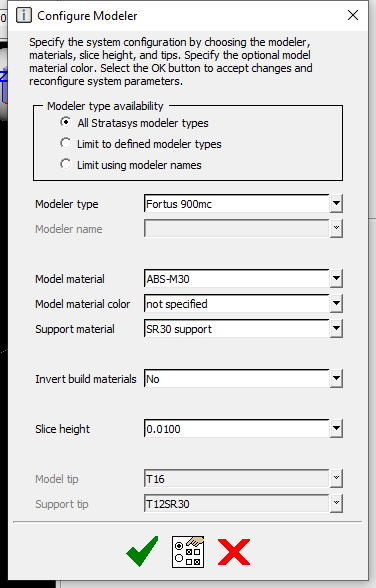 Configure Modeler
Specify the system configuration by choosing the modeler,
materials, slice height, and tips. Specify the optional model
material color. Select the OK button to accept changes and
reconfigure system parameters.
Modeler type availability
All Stratasys modeler types
Limit to defined modeler types
Limit using modeler names
Modeler type Fortus 900mc
Modeler name
Model material ABS-M30
Model material color not specified
Support material SR30 support
Invert build materials No
Slice height 0.0100
Model tip T16
Support tip T12SR30